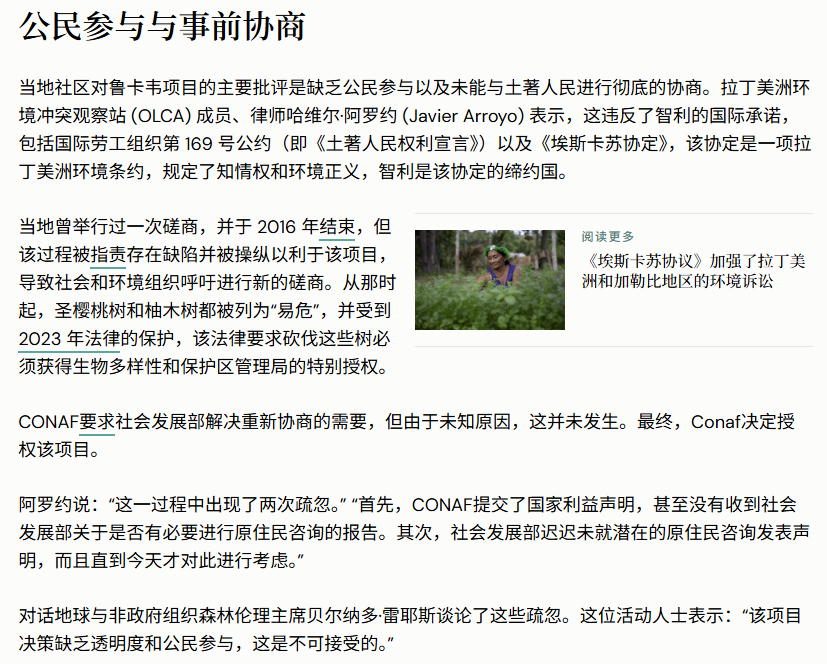 公民参与与事前协商
当地社区对鲁卡韦项目的主要批评是缺乏公民参与以及未能与土著人民进行彻底的协商。拉丁美洲环
境冲突观察站 (OLCA) 成员、律师哈维尔·阿罗约 (Javier Arroyo) 表示，这违反了智利的国际承诺，
包括国际劳工组织第 169 号公约（即《土著人民权利宣言》）以及《埃斯卡苏协定》，该协定是一项拉
丁美洲环境条约，规定了知情权和环境正义，智利是该协定的缔约国。
当地曾举行过一次磋商，并于 2016 年结束，但
该过程被指责存在缺陷并被操纵以利于该项目，
导致社会和环境组织呼吁进行新的磋商。从那时
起，圣樱桃树和柚木树都被列为“易危”，并受到
2023 年法律的保护，该法律要求砍伐这些树必
须获得生物多样性和保护区管理局的特别授权。
阅读更多
《埃斯卡苏协议》加强了拉丁美
洲和加勒比地区的环境诉讼
CONAF要求社会发展部解决重新协商的需要，但由于未知原因，这并未发生。最终，Conaf决定授
权该项目。
阿罗约说：“这一过程中出现了两次疏忽。” “首先，CONAF提交了国家利益声明，甚至没有收到社会
发展部关于是否有必要进行原住民咨询的报告。其次，社会发展部迟迟未就潜在的原住民咨询发表声
明，而且直到今天才对此进行考虑。”
对话地球与非政府组织森林伦理主席贝尔纳多·雷耶斯谈论了这些疏忽。这位活动人士表示：“该项目
决策缺乏透明度和公民参与，这是不可接受的。”